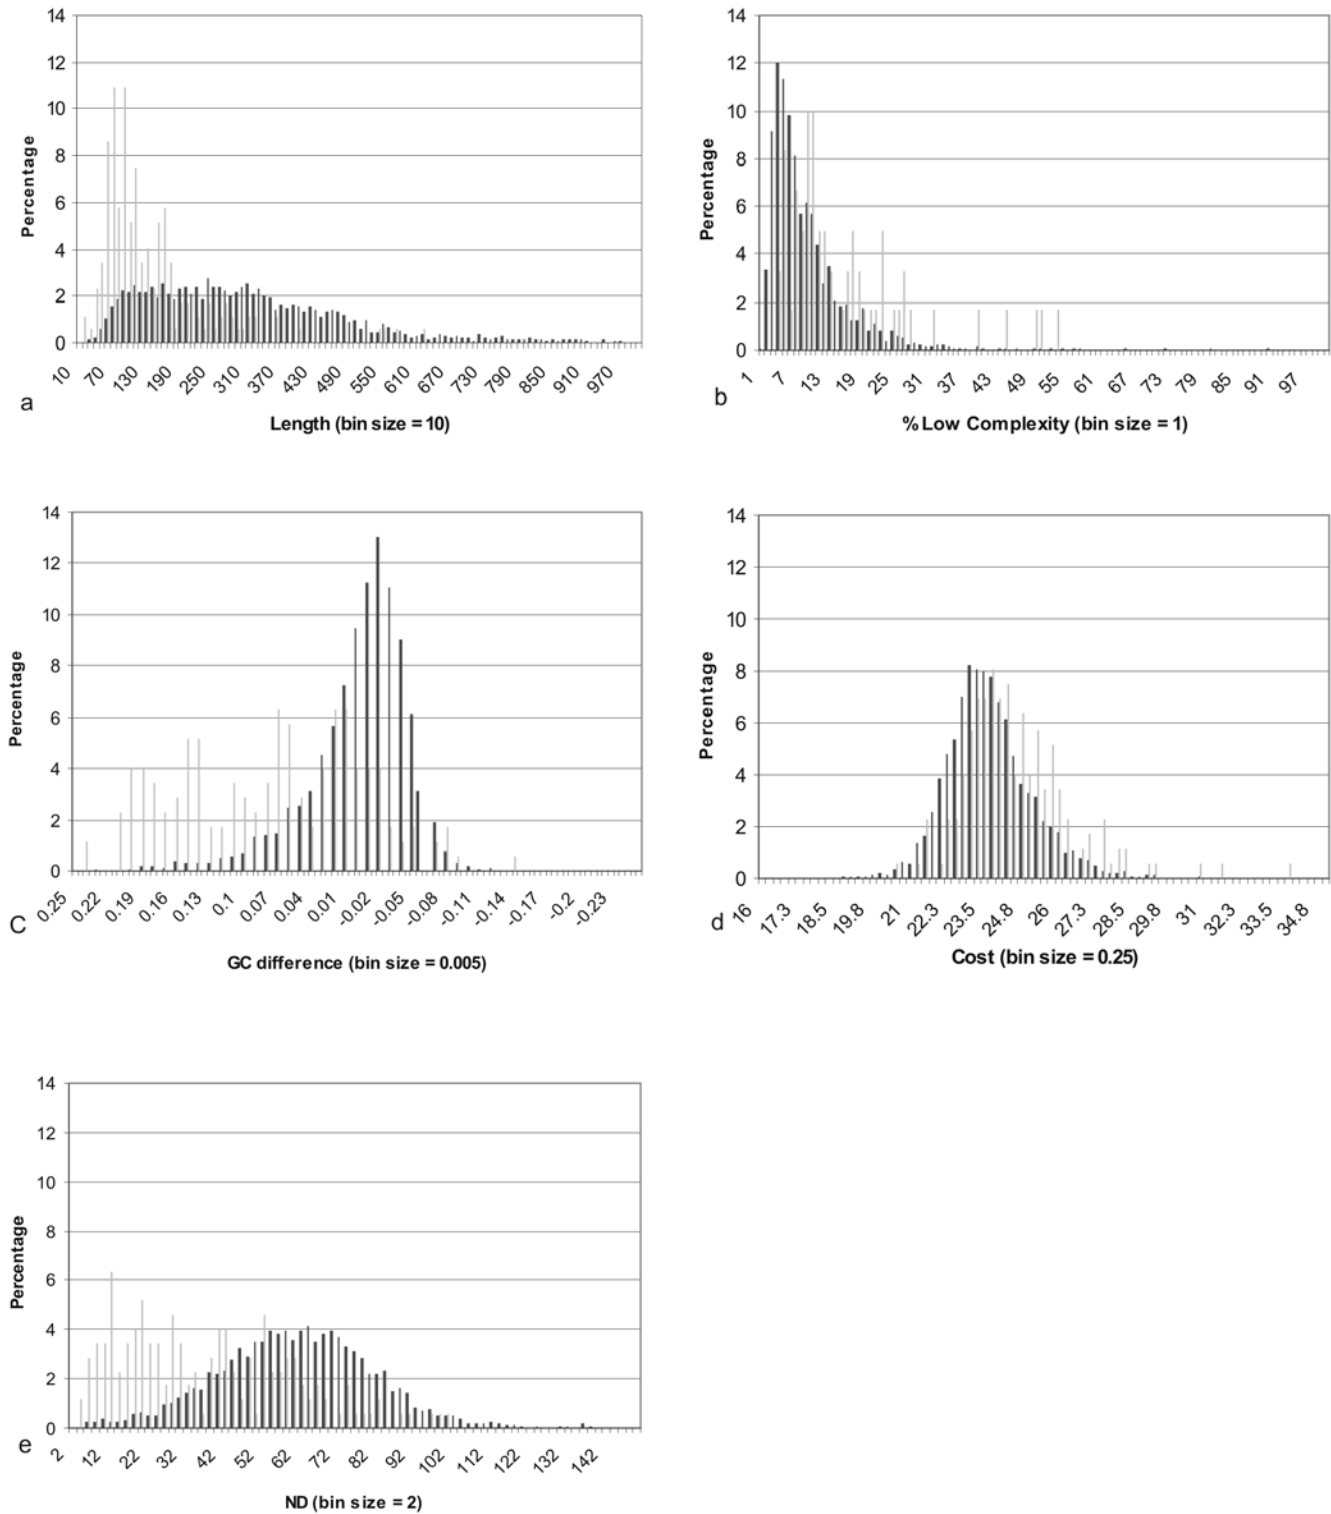 14
12
10
8
6
4
2
0
Percentage
10 70 130 190 250 310 370 430 490 550 610 670 730 790 850 910 970
a
Length (bin size = 10)
14
12
10
8
6
4
2
0
Percentage
1 7 13 19 25 31 37 43 49 55 61 67 73 79 85 91 97
b
% Low Complexity (bin size = 1)
14
12
10
8
6
4
2
0
Percentage
0.25 0.22 0.19 0.16 0.13 0.1 0.07 0.04 0.01 -0.02 -0.05 -0.08 -0.11 -0.14 -0.17 -0.2 -0.23
C
GC difference (bin size = 0.005)
14
12
10
8
6
4
2
0
Percentage
16 17.3 18.5 19.8 21 22.3 23.5 24.8 26 27.3 28.5 29.8 31 32.3 33.5 34.8
d
Cost (bin size = 0.25)
14
12
10
8
6
4
2
0
Percentage
2 12 22 32 42 52 62 72 82 92 102 112 122 132 142
e
ND (bin size = 2)